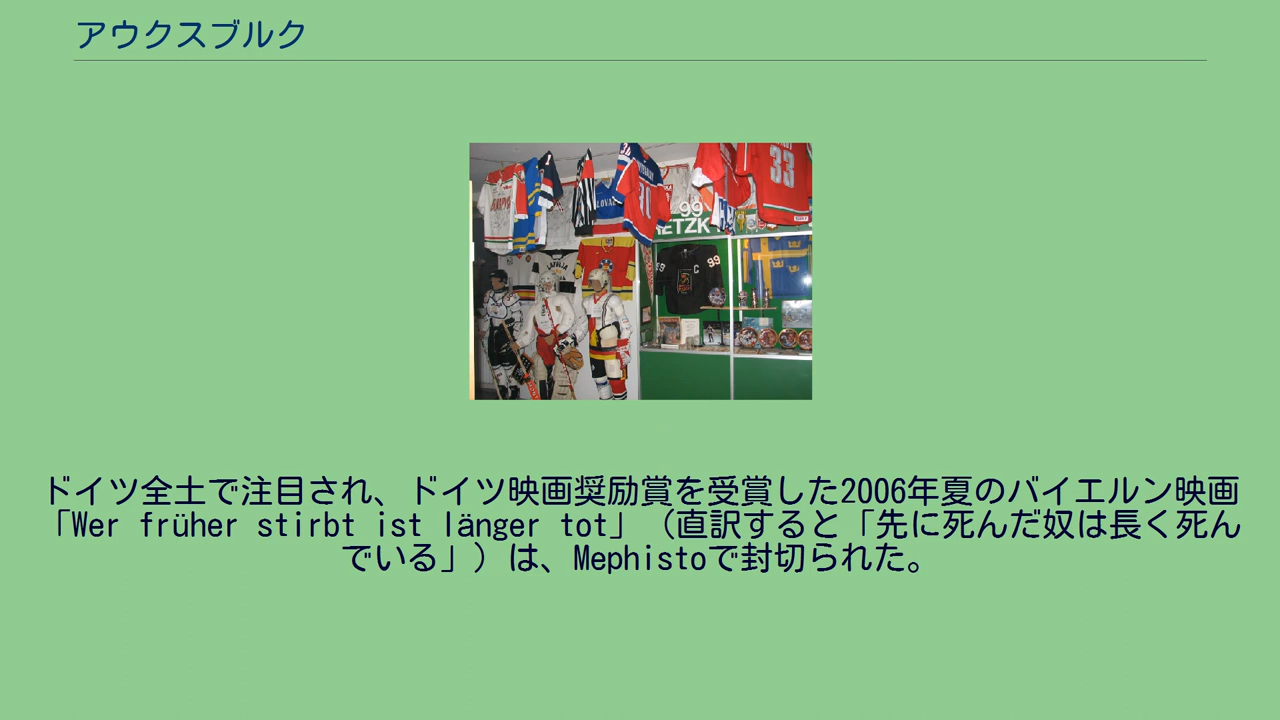 アウクスブルク
33
99
ETZK
99
C
ドイツ全土で注目され、ドイツ映画奨励賞を受賞した2006年夏のバイエルン映画
「Wer früher stirbt ist länger tot」（直訳すると「先に死んだ奴は長く死ん
でいる」）は、Mephistoで封切られた。